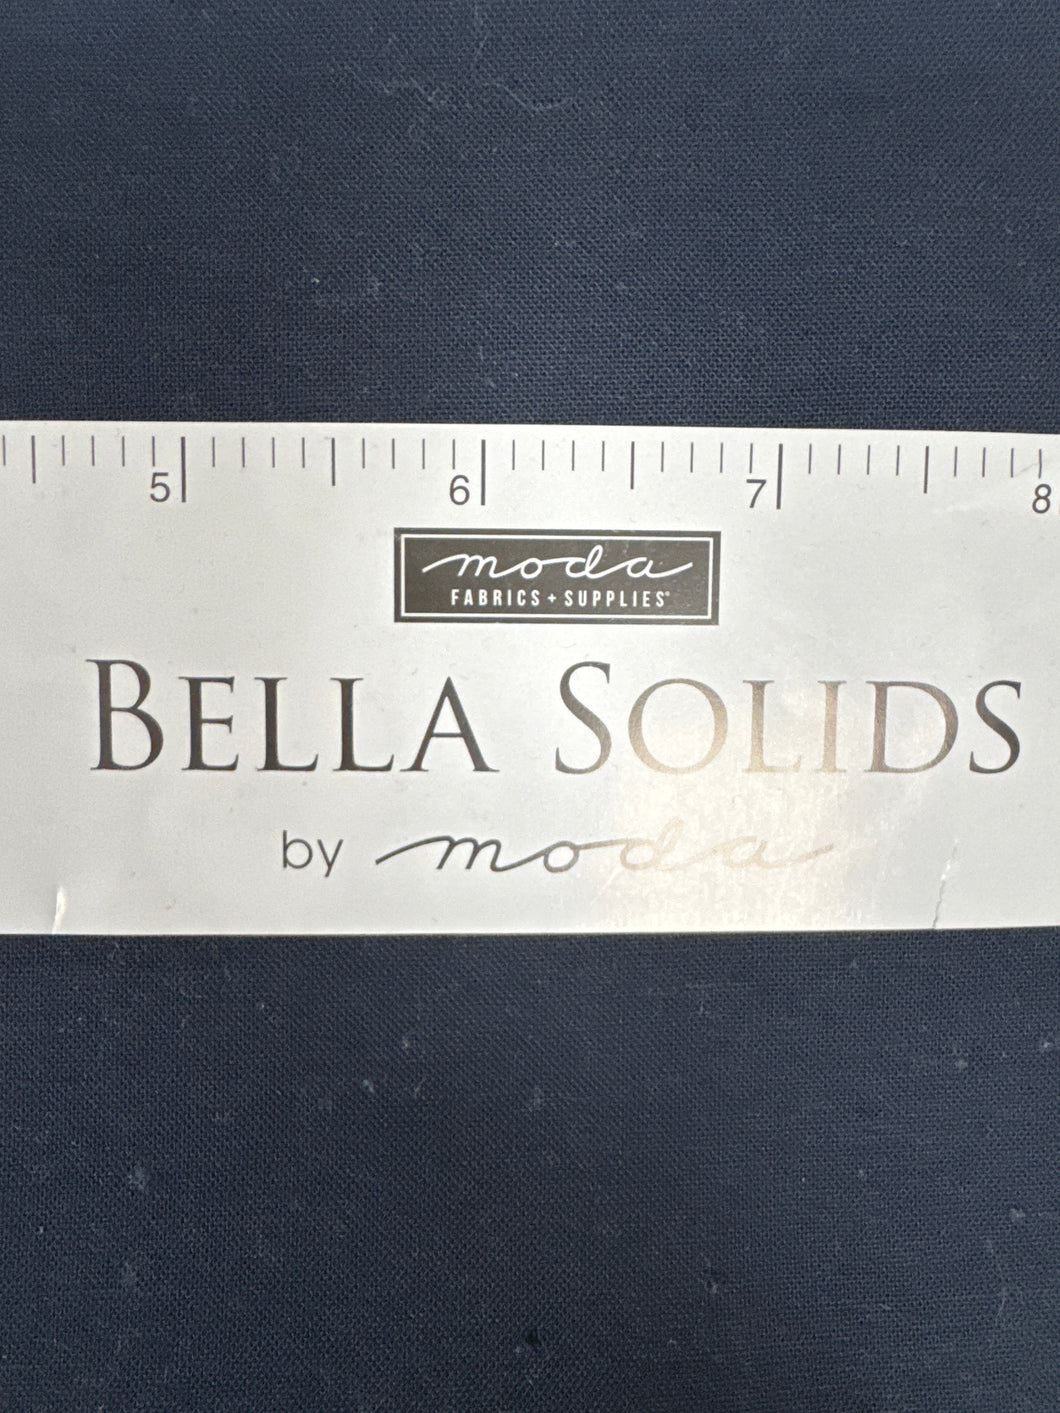 5 6 7 8
moda
FABRICS + SUPPLIES®
BELLA SOLIDS
by moda